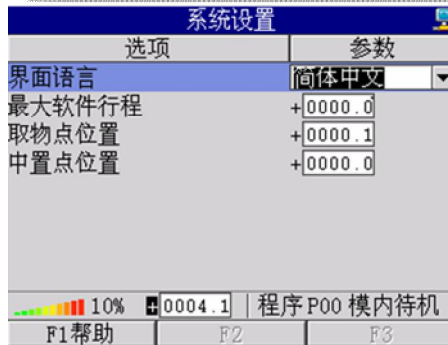 系统设置
选项 参数
界面语言 简体中文
最大软件行程 +0000.0
取物点位置 +0000.1
中置点位置 +0000.0
10% +0004.1 程序P00 模内待机
F1帮助 F2 F3